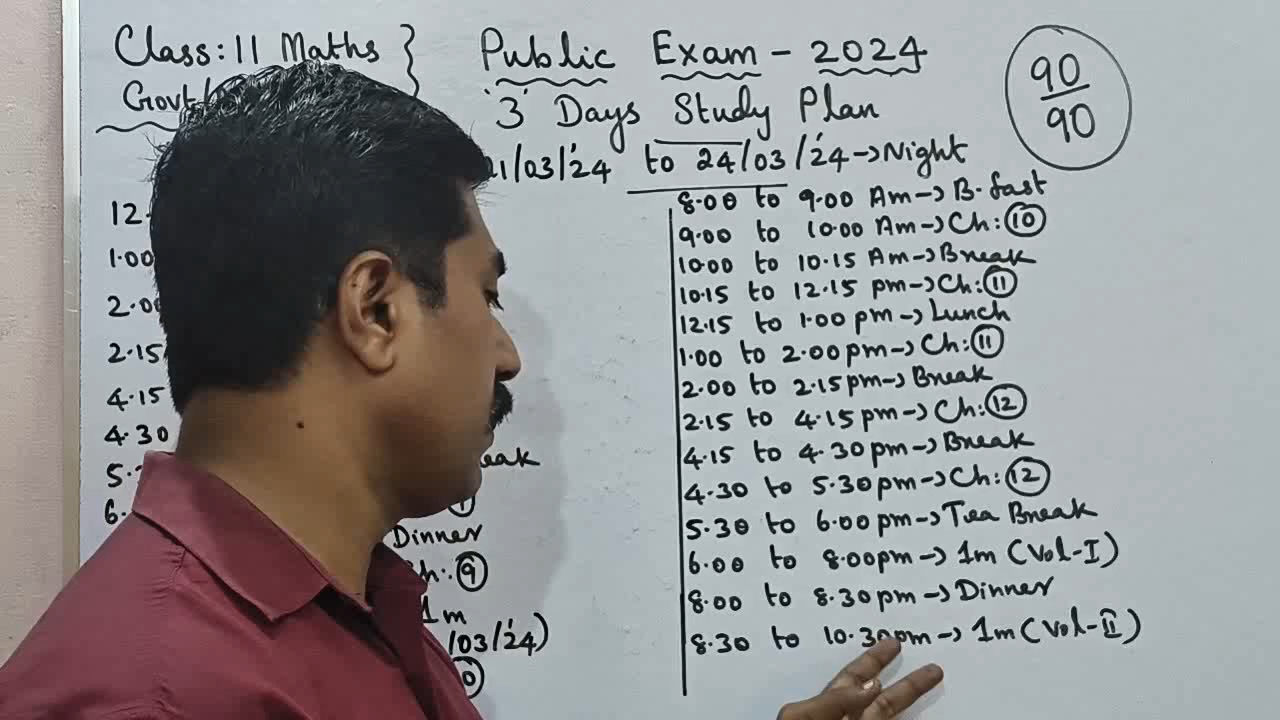 Class: 11 Maths
Govt
Public Exam - 2024
'3' Days Study Plan
21/03/'24 to 24/03/'24 → Night
90/90
12.
1.00
2.00
2.15
4.15
4.30
5.
6.
Dinner
Ch: ⑨
1m
/03/'24)
8.00 to 9.00 Am → B.fast
9.00 to 10.00 Am → Ch: ⑩
10.00 to 10.15 Am → Break
10.15 to 12.15 pm → Ch: ⑪
12.15 to 1.00 pm → Lunch
1.00 to 2.00 pm → Ch: ⑪
2.00 to 2.15 pm → Break
2.15 to 4.15 pm → Ch: ⑫
4.15 to 4.30 pm → Break
4.30 to 5.30 pm → Ch: ⑫
5.30 to 6.00 pm → Tea Break
6.00 to 8.00 pm → 1m (Vol-I)
8.00 to 8.30 pm → Dinner
8.30 to 10.30 pm → 1m (Vol-II)